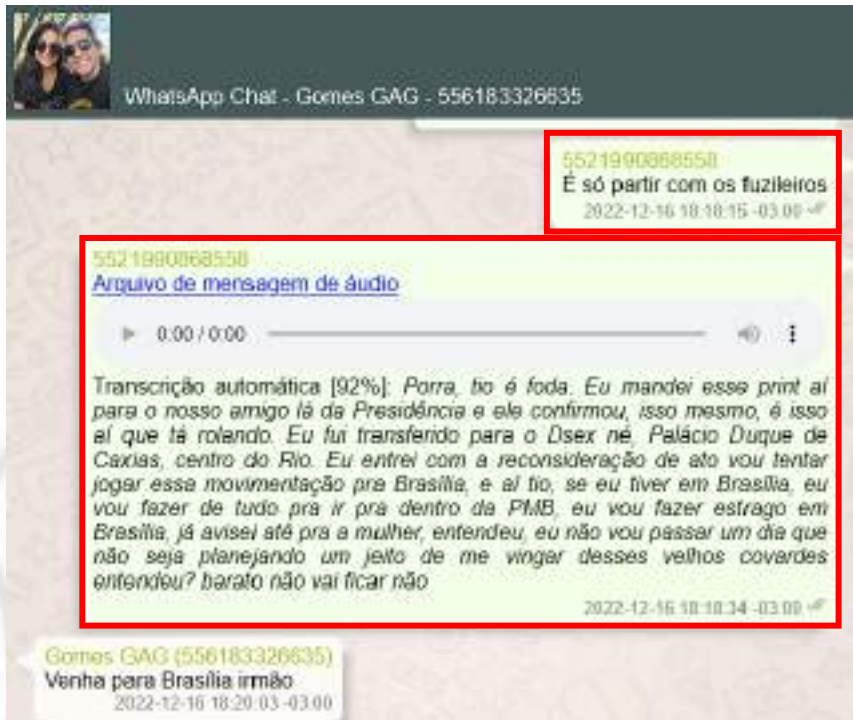 WhatsApp Chat - Gomes GAG - 556183326635
5521990868558
É só partir com os fuzileiros
2022-12-16 18:18:15 -03:00
5521990868558
Arquivo de mensagem de áudio
0:00 / 0:00
Transcrição automática [92%]: Porra, tio é foda. Eu mandei esse print aí
para o nosso amigo lá da Presidência e ele confirmou, isso mesmo, é isso
aí que tá rolando. Eu fui transferido para o Dsex né, Palácio Duque de
Caxias, centro do Rio. Eu entrei com a reconsideração de ato vou tentar
jogar essa movimentação pra Brasília, e aí tio, se eu tiver em Brasília, eu
vou fazer de tudo pra ir pra dentro da PMB, eu vou fazer estrago em
Brasília, já avisei até pra a mulher, entendeu, eu não vou passar um dia que
não seja planejando um jeito de me vingar desses velhos covardes
entendeu? barato não vai ficar não
2022-12-16 18:18:34 -03:00
Gomes GAG (556183326635)
Venha para Brasília irmão
2022-12-16 18:20:03 -03:00